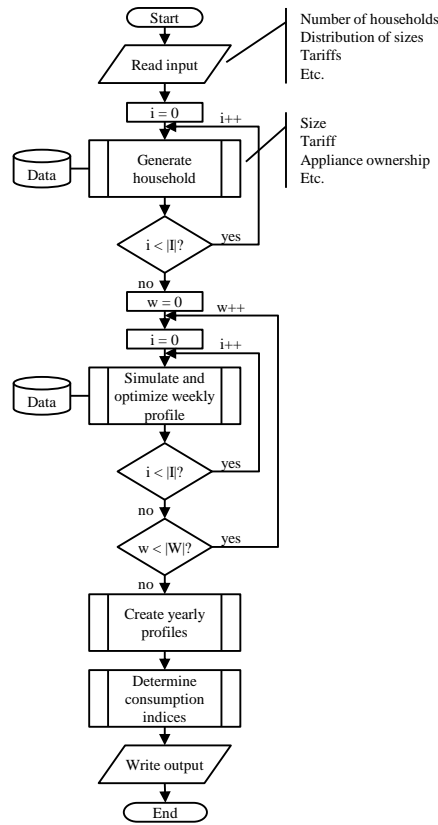 Start
Read input
Number of households
Distribution of sizes
Tariffs
Etc.
i = 0
i++
Size
Tariff
Appliance ownership
Etc.
Data
Generate
household
i < |I|?
yes
no
w = 0
w++
i = 0
i++
Data
Simulate and
optimize weekly
profile
i < |I|?
yes
no
w < |W|?
yes
no
Create yearly
profiles
Determine
consumption
indices
Write output
End